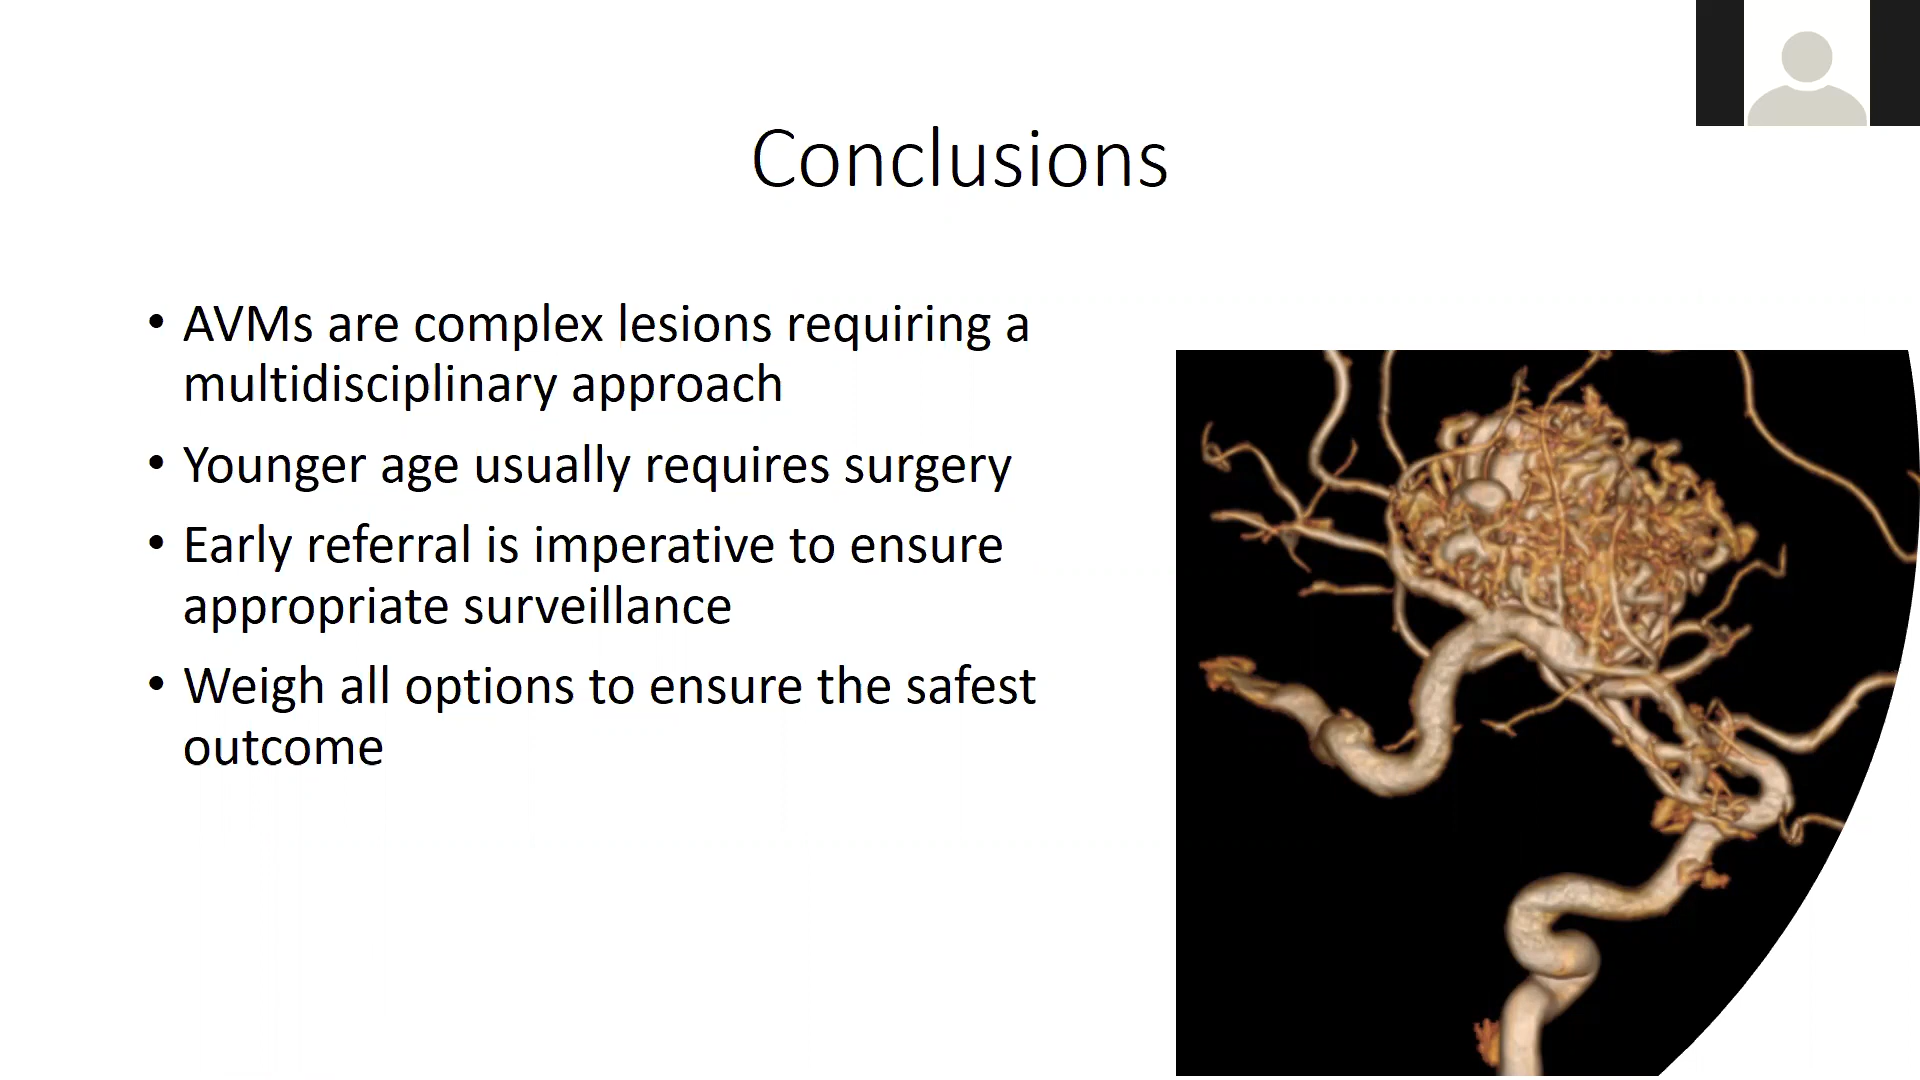 Conclusions
• AVMs are complex lesions requiring a
multidisciplinary approach
• Younger age usually requires surgery
• Early referral is imperative to ensure
appropriate surveillance
• Weigh all options to ensure the safest
outcome